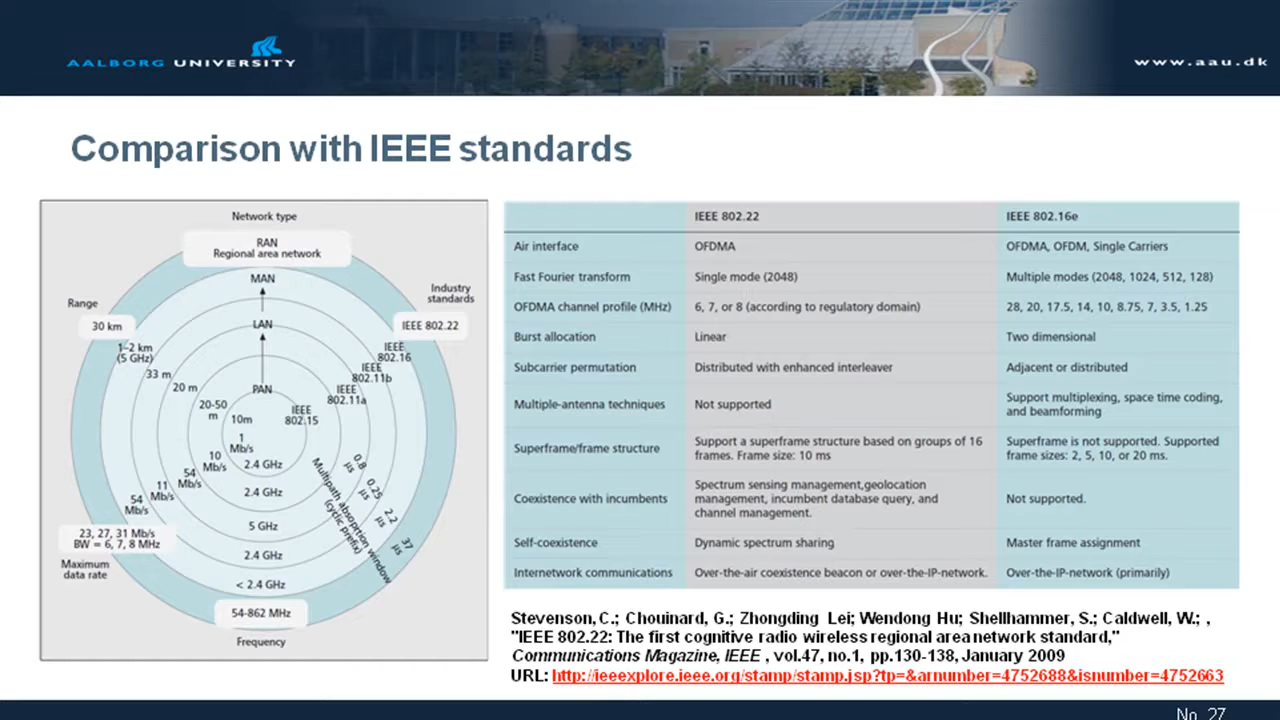 AALBORG UNIVERSITY
www.aau.dk
Comparison with IEEE standards
Network type
RAN
Regional area network
MAN
LAN
PAN
Range
30 km
1–2 km
(5 GHz)
33 m
20 m
20-50
m
10m
Industry
standards
IEEE 802.22
IEEE
802.16
IEEE
802.11b
IEEE
802.11a
IEEE
802.15
1
Mb/s
10
Mb/s
54
Mb/s
11
Mb/s
54
Mb/s
23, 27, 31 Mb/s
BW = 6, 7, 8 MHz
Maximum
data rate
2.4 GHz
2.4 GHz
5 GHz
2.4 GHz
< 2.4 GHz
54-862 MHz
Frequency
0.8
µs
0.25
µs
2.2
µs
37
µs
Multipath absorption window
(cyclic prefix)
IEEE 802.22 IEEE 802.16e
Air interface OFDMA OFDMA, OFDM, Single Carriers
Fast Fourier transform Single mode (2048) Multiple modes (2048, 1024, 512, 128)
OFDMA channel profile (MHz) 6, 7, or 8 (according to regulatory domain) 28, 20, 17.5, 14, 10, 8.75, 7, 3.5, 1.25
Burst allocation Linear Two dimensional
Subcarrier permutation Distributed with enhanced interleaver Adjacent or distributed
Multiple-antenna techniques Not supported Support multiplexing, space time coding,
and beamforming
Superframe/frame structure Support a superframe structure based on groups of 16
frames. Frame size: 10 ms
Superframe is not supported. Supported
frame sizes: 2, 5, 10, or 20 ms.
Coexistence with incumbents Spectrum sensing management,geolocation
management, incumbent database query, and
channel management.
Not supported.
Self-coexistence Dynamic spectrum sharing Master frame assignment
Internetwork communications Over-the-air coexistence beacon or over-the-IP-network. Over-the-IP-network (primarily)
Stevenson, C.; Chouinard, G.; Zhongding Lei; Wendong Hu; Shellhammer, S.; Caldwell, W.; ,
"IEEE 802.22: The first cognitive radio wireless regional area network standard,"
Communications Magazine, IEEE , vol.47, no.1, pp.130-138, January 2009
URL: http://ieeexplore.ieee.org/stamp/stamp.jsp?tp=&arnumber=4752688&isnumber=4752663
No. 27